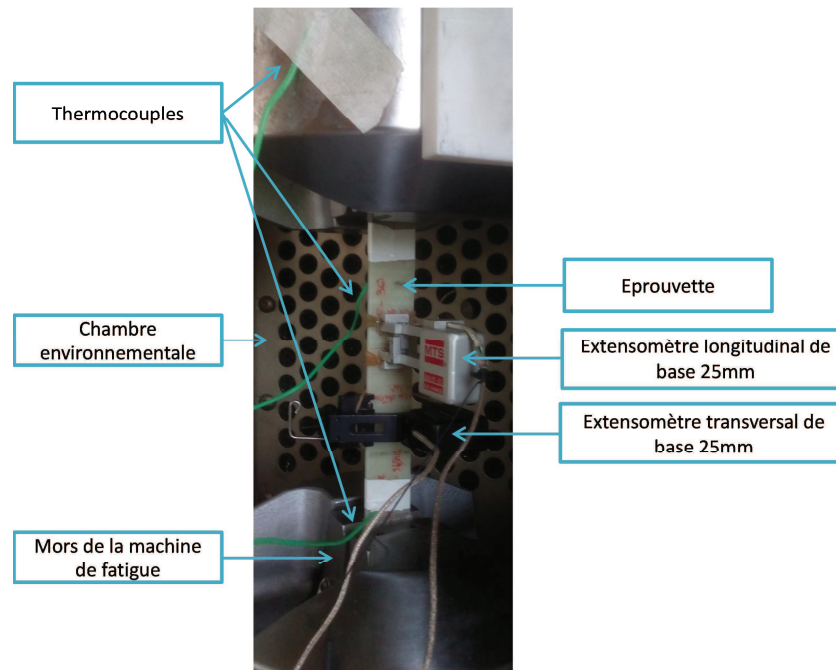 Thermocouples
Chambre
environnementale
Mors de la machine
de fatigue
Eprouvette
Extensomètre longitudinal de
base 25mm
Extensomètre transversal de
base 25mm
MTS